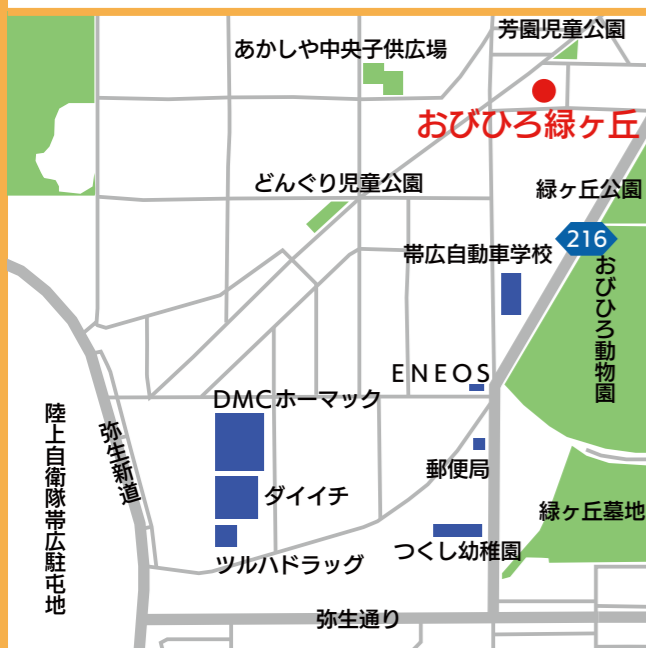 芳園児童公園
あかしや中央子供広場
おびひろ緑ヶ丘
どんぐり児童公園
緑ヶ丘公園
216
帯広自動車学校
おびひろ動物園
ENEOS
DMCホーマック
陸上自衛隊帯広駐屯地
弥生新道
郵便局
ダイイチ
緑ヶ丘墓地
つくし幼稚園
ツルハドラッグ
弥生通り